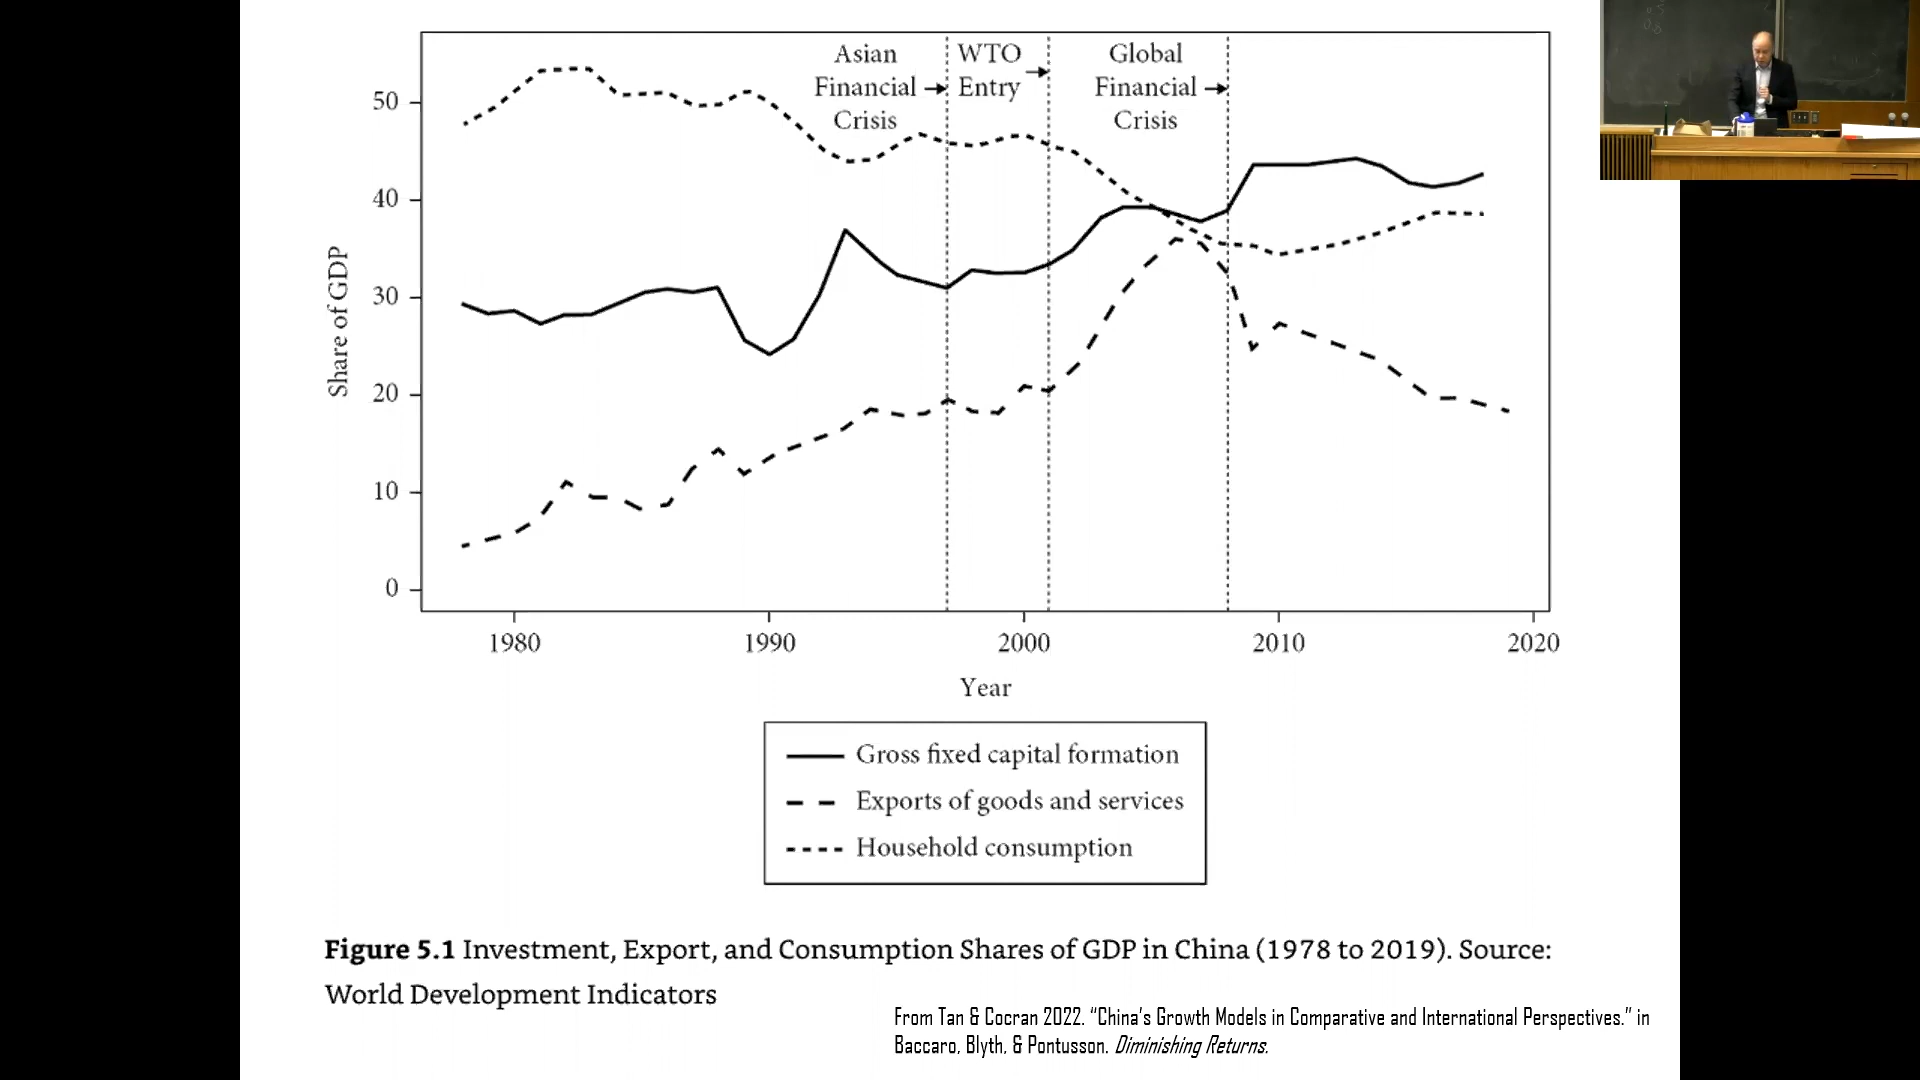 Asian
Financial
Crisis
WTO
Entry
Global
Financial
Crisis
50
40
30
20
10
0
Share of GDP
1980 1990 2000 2010 2020
Year
Gross fixed capital formation
Exports of goods and services
Household consumption
Figure 5.1 Investment, Export, and Consumption Shares of GDP in China (1978 to 2019). Source:
World Development Indicators
From Tan & Cocran 2022. “China's Growth Models in Comparative and International Perspectives.” in
Baccaro, Blyth, & Pontusson. Diminishing Returns.